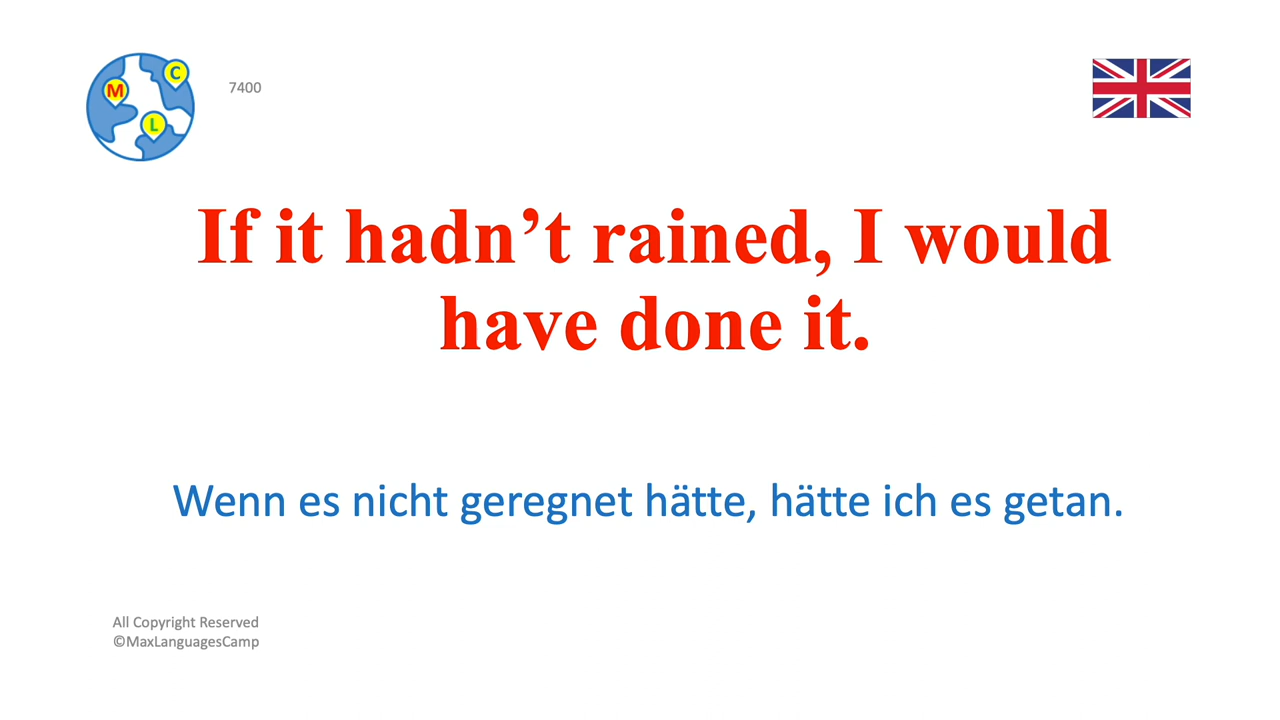 C
M
L
7400
If it hadn’t rained, I would
have done it.
Wenn es nicht geregnet hätte, hätte ich es getan.
All Copyright Reserved
©MaxLanguagesCamp